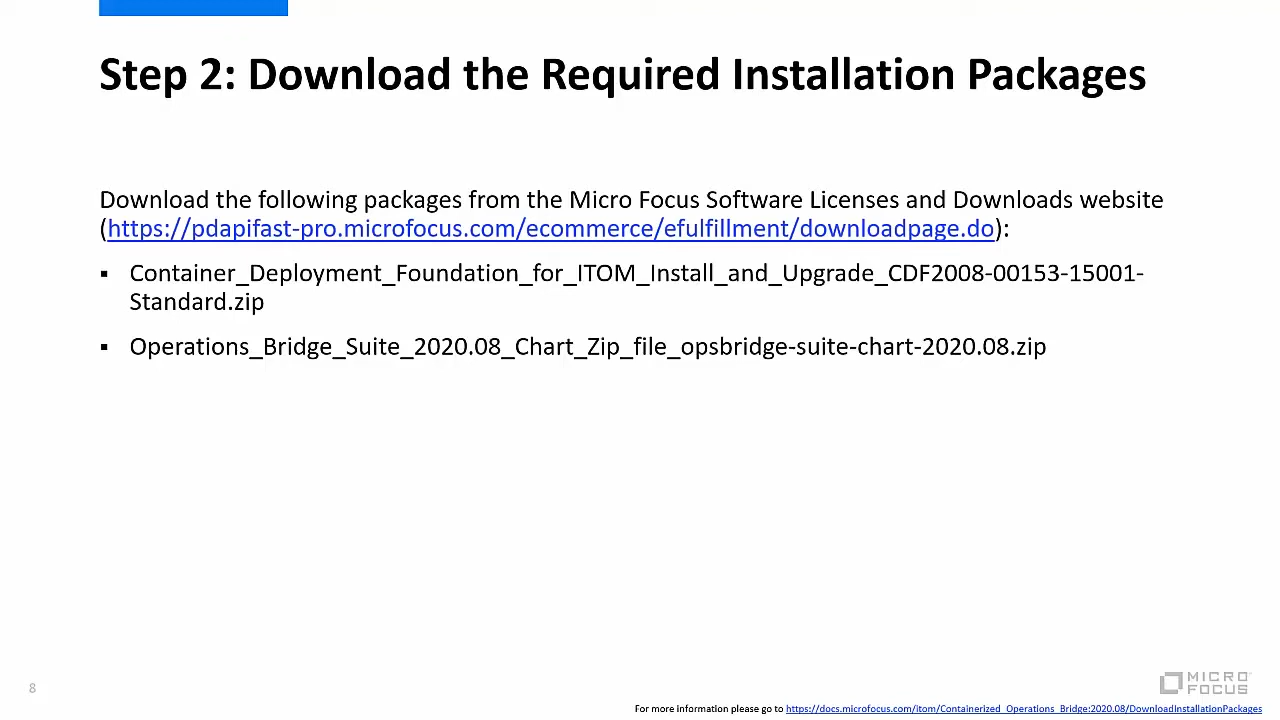 Step 2: Download the Required Installation Packages
Download the following packages from the Micro Focus Software Licenses and Downloads website
(https://pdapifast-pro.microfocus.com/ecommerce/efulfillment/downloadpage.do):
▪ Container_Deployment_Foundation_for_ITOM_Install_and_Upgrade_CDF2008-00153-15001-
Standard.zip
▪ Operations_Bridge_Suite_2020.08_Chart_Zip_file_opsbridge-suite-chart-2020.08.zip
8
MICRO
FOCUS
For more information please go to https://docs.microfocus.com/itom/Containerized_Operations_Bridge:2020.08/DownloadInstallationPackages